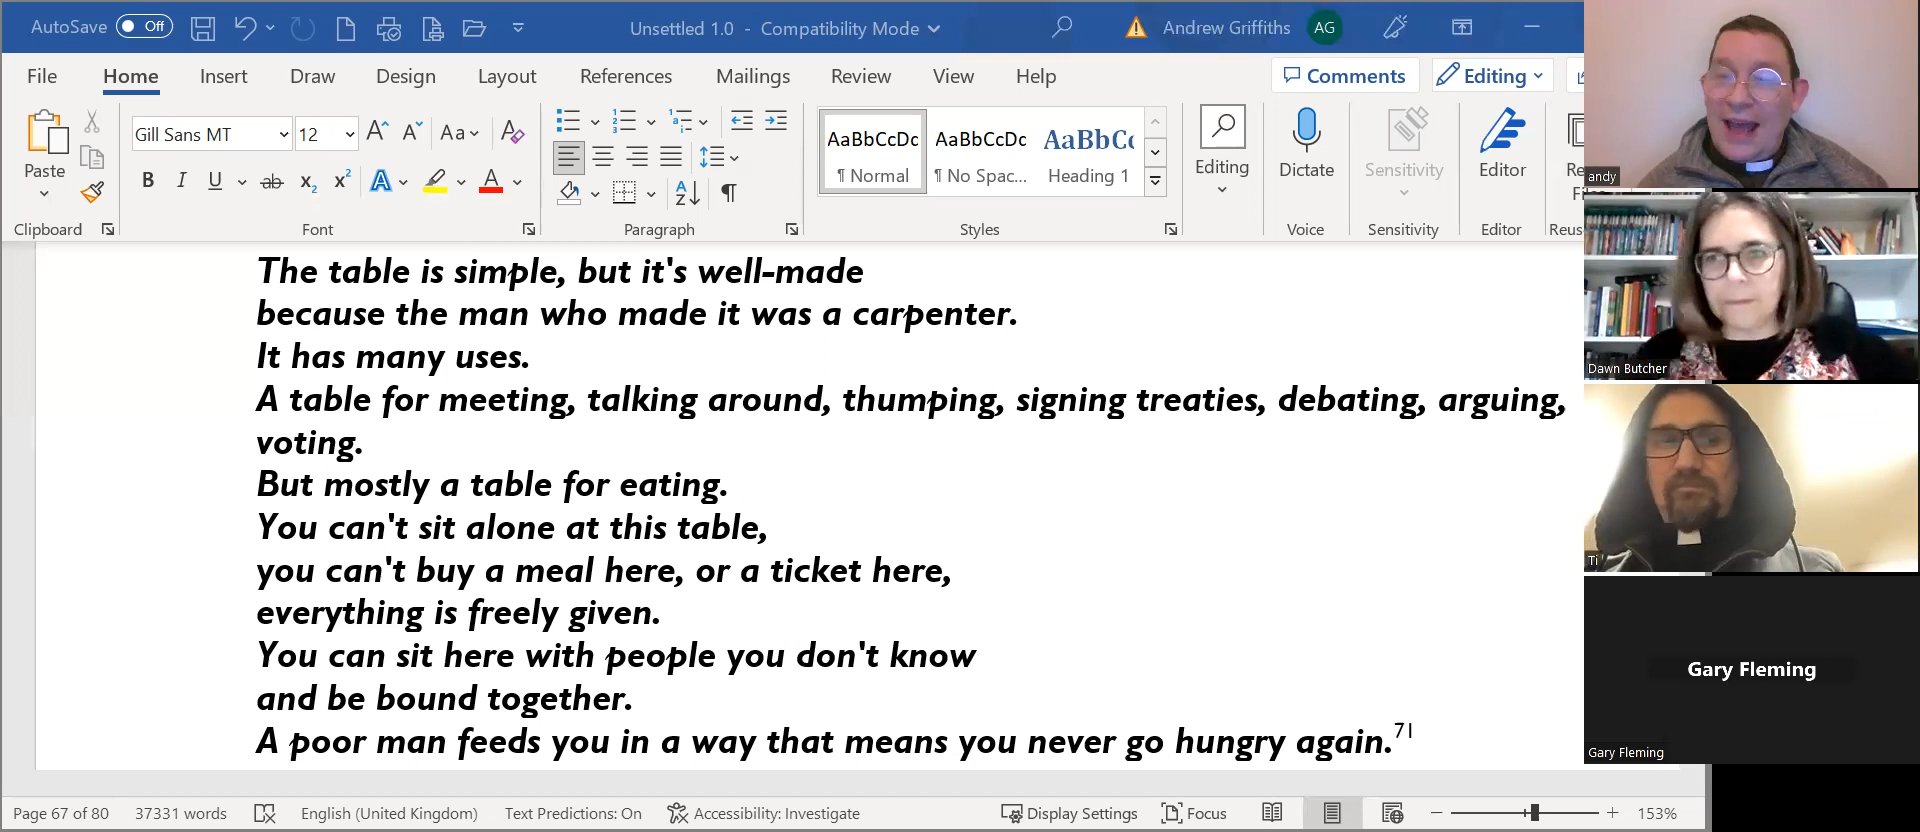 AutoSave Off
Unsettled 1.0 - Compatibility Mode
Andrew Griffiths AG
File Home Insert Draw Design Layout References Mailings Review View Help
Comments Editing
Paste
Clipboard
Gill Sans MT 12
Aa
B I U ab x₂ x² A A
Font
Paragraph
AaBbCcDc AaBbCcDc AaBbCc
¶ Normal ¶ No Spac... Heading 1
Styles
Editing
Dictate
Voice
Sensitivity
Sensitivity
Editor
Editor
The table is simple, but it's well-made
because the man who made it was a carpenter.
It has many uses.
A table for meeting, talking around, thumping, signing treaties, debating, arguing,
voting.
But mostly a table for eating.
You can't sit alone at this table,
you can't buy a meal here, or a ticket here,
everything is freely given.
You can sit here with people you don't know
and be bound together.
A poor man feeds you in a way that means you never go hungry again.71
Page 67 of 80 37331 words English (United Kingdom) Text Predictions: On Accessibility: Investigate Display Settings Focus 153%
andy
Dawn Butcher
Ti
Gary Fleming
Gary Fleming